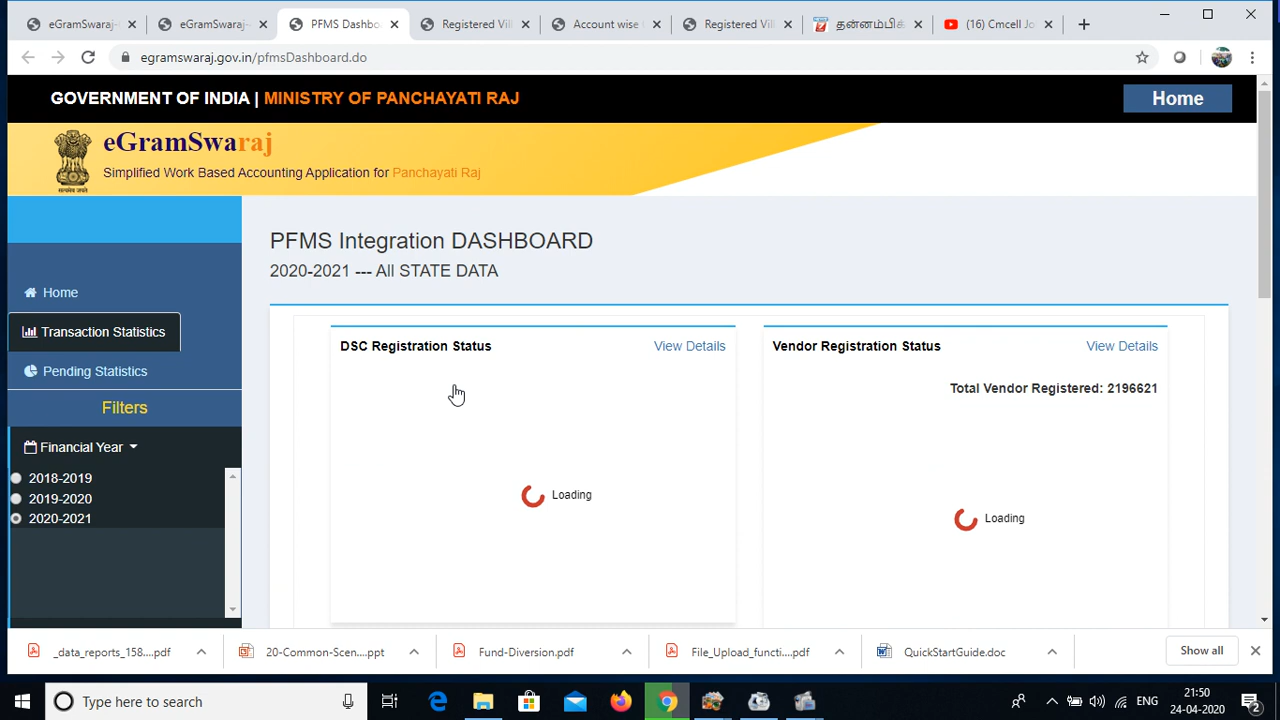 eGramSwaraj-
eGramSwaraj-
PFMS Dashbo
Registered Vill
Account wise
Registered Vill
தன்னம்பிக்
(16) Cmcell Jo
egramswaraj.gov.in/pfmsDashboard.do
GOVERNMENT OF INDIA | MINISTRY OF PANCHAYATI RAJ
Home
eGramSwaraj
Simplified Work Based Accounting Application for Panchayati Raj
PFMS Integration DASHBOARD
2020-2021 --- All STATE DATA
Home
Transaction Statistics
Pending Statistics
Filters
Financial Year
2018-2019
2019-2020
2020-2021
DSC Registration Status
View Details
Loading
Vendor Registration Status
View Details
Total Vendor Registered: 2196621
Loading
_data_reports_158....pdf
20-Common-Scen....ppt
Fund-Diversion.pdf
File_Upload_functi....pdf
QuickStartGuide.doc
Show all
Type here to search
ENG
21:50
24-04-2020
2